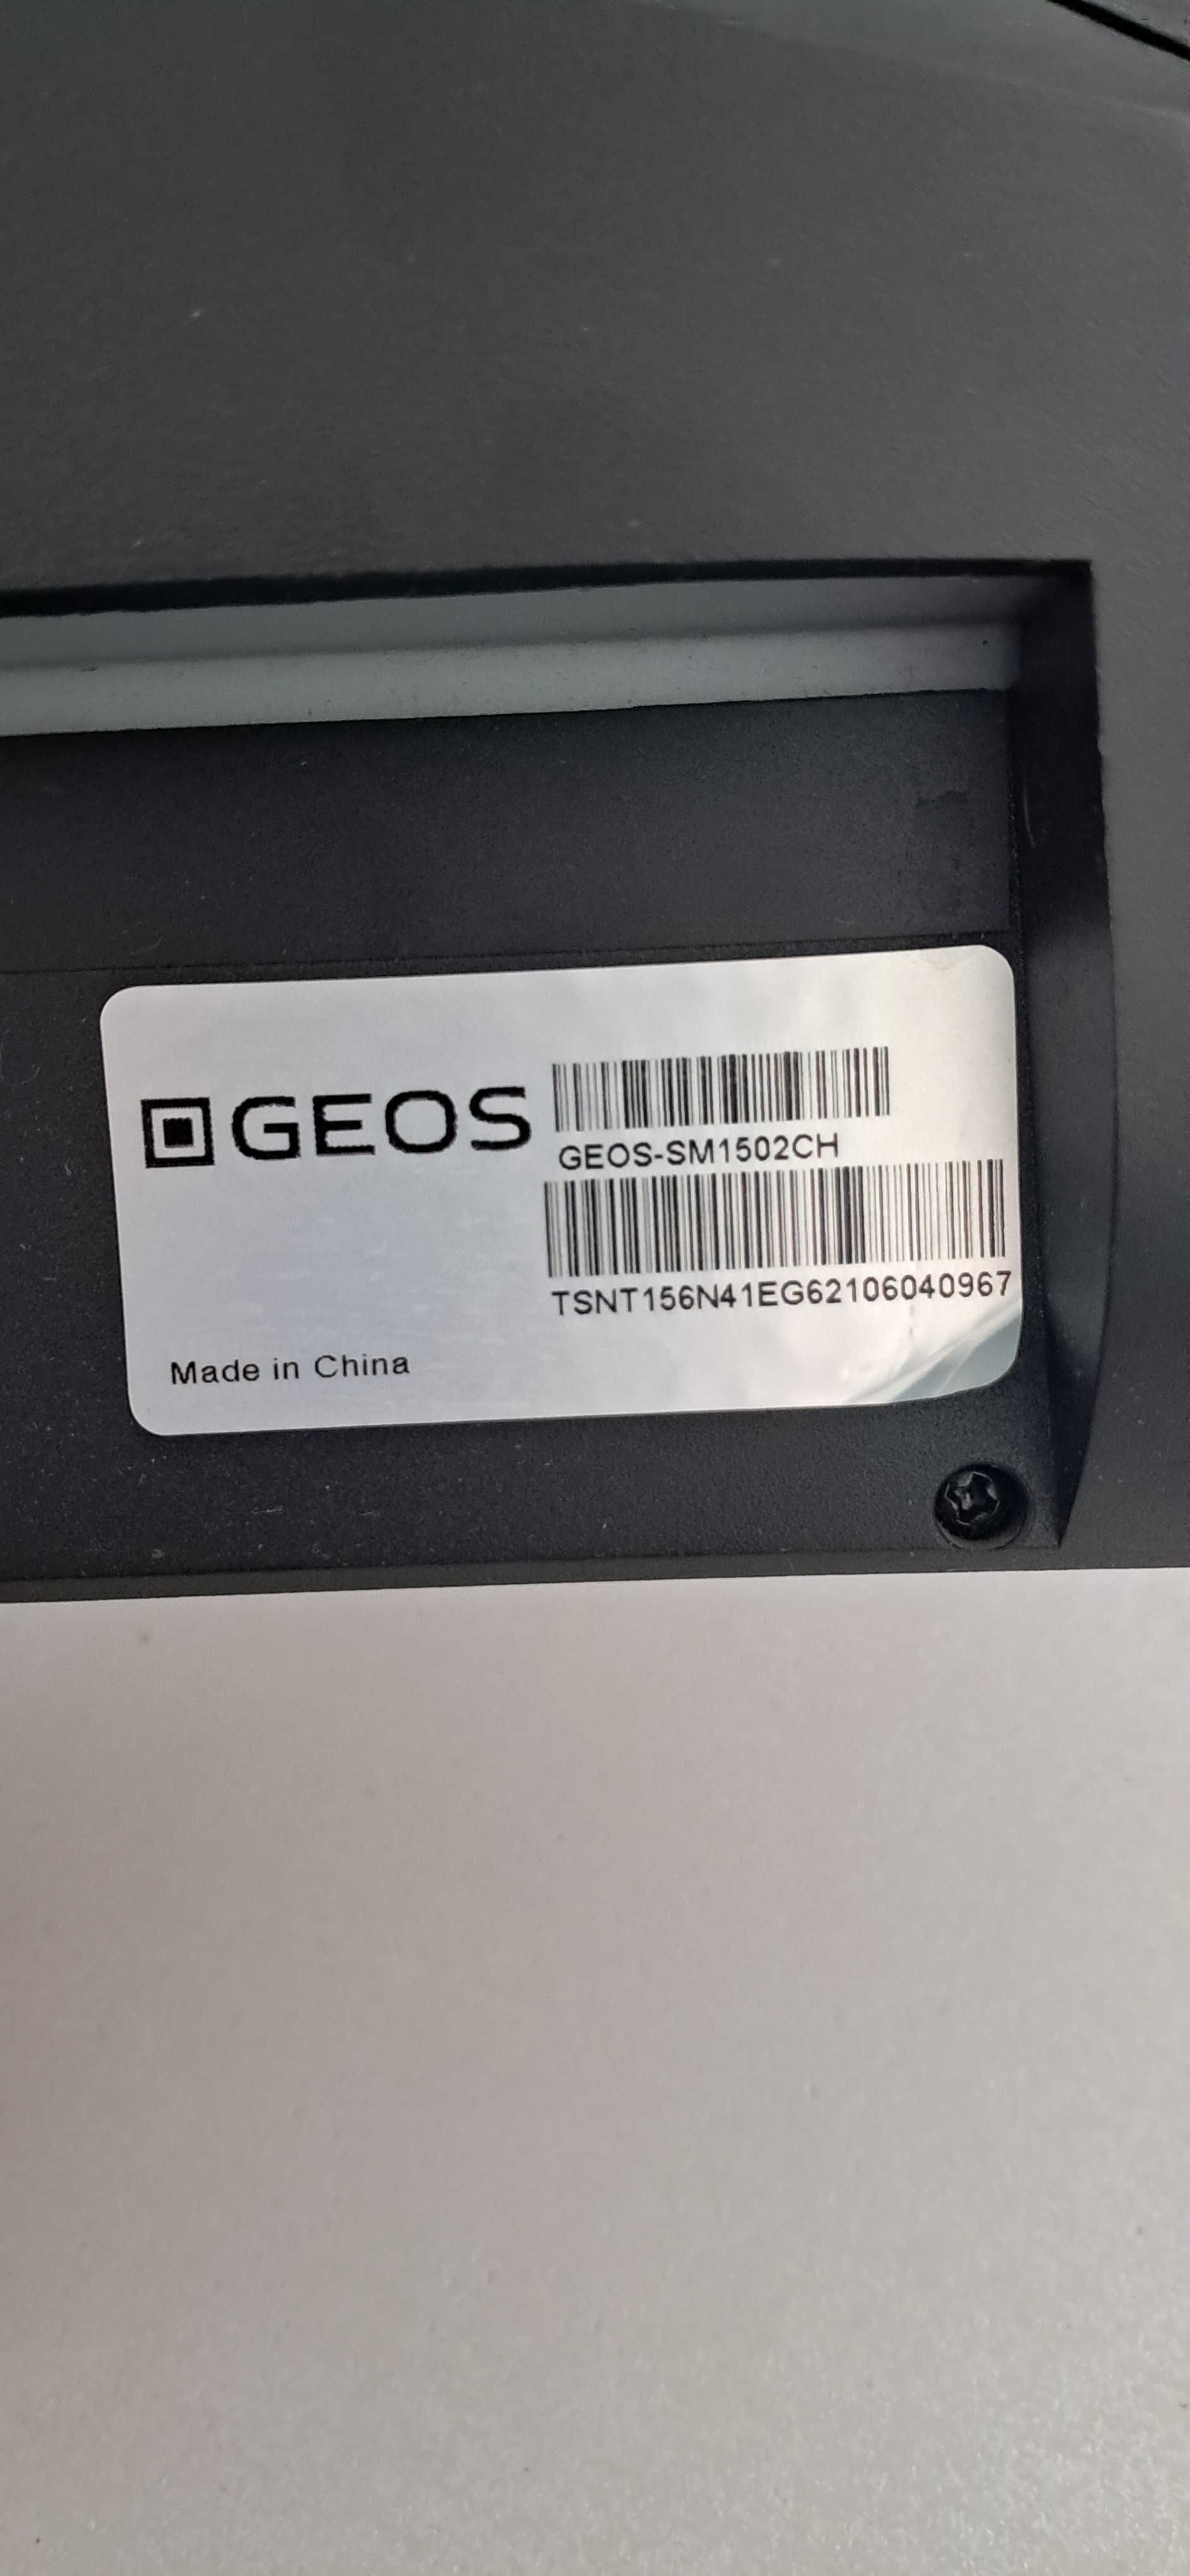 GEOS
GEOS-SM1502CH
TSNT156N41EG62106040967
Made in China